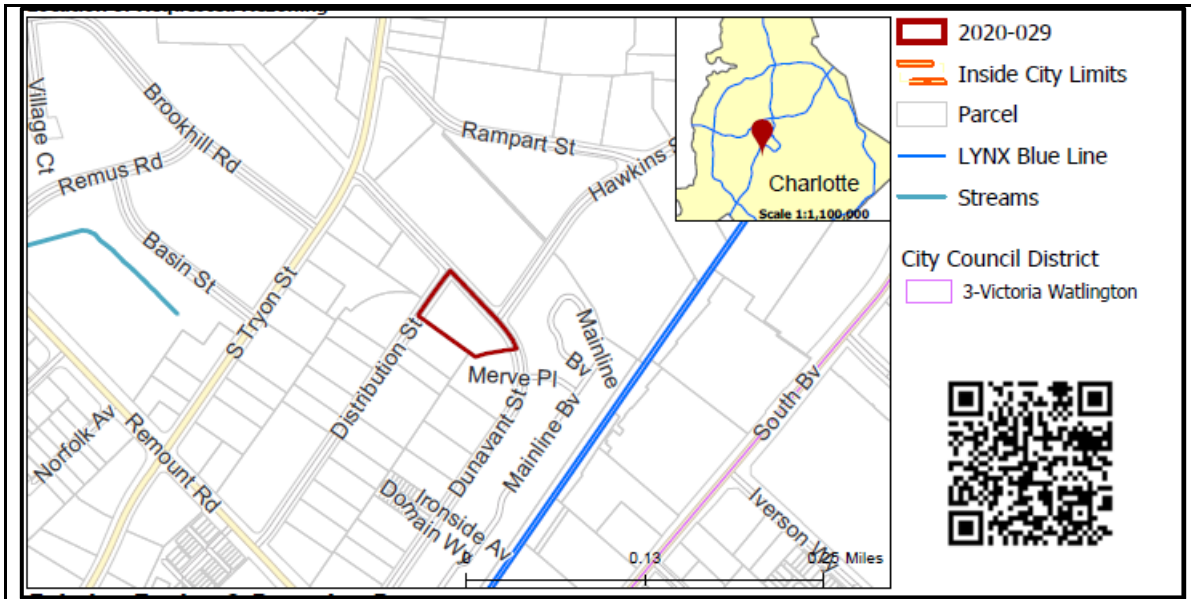 Village Ct
Brookhill Rd
Remus Rd
Basin St
S Tryon St
Rampart St
Hawkins S
Distribution St
Merve Pl
Mainline
Bv
Mainline Bv
Dunavant St
Norfolk Av
Remount Rd
Domain Wy
Ironside Av
South Bv
Iverson Wy
Charlotte
Scale 1:1,100,000
0
0.13
0.25 Miles
2020-029
Inside City Limits
Parcel
LYNX Blue Line
Streams
City Council District
3-Victoria Watlington